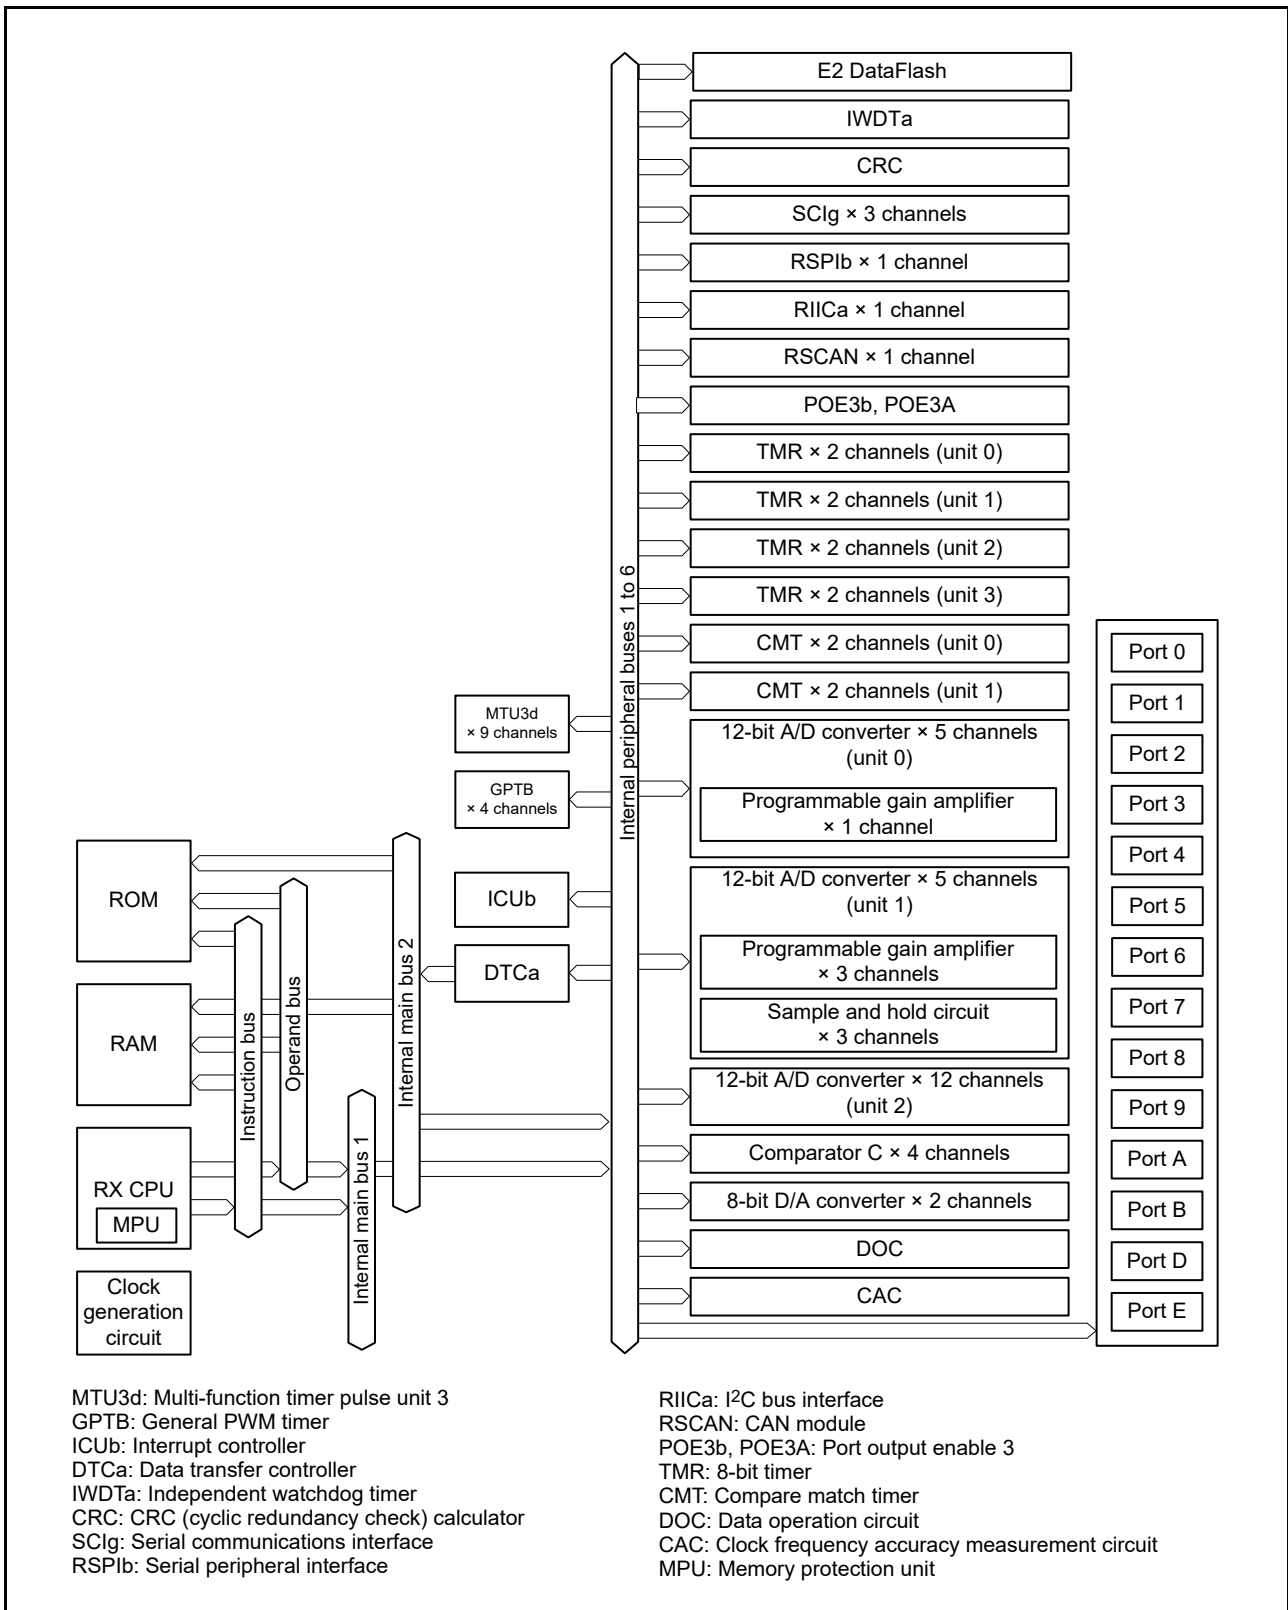 E2 DataFlash
IWDTa
CRC
SCIg × 3 channels
RSPIb × 1 channel
RIICa × 1 channel
RSCAN × 1 channel
POE3b, POE3A
TMR × 2 channels (unit 0)
TMR × 2 channels (unit 1)
TMR × 2 channels (unit 2)
TMR × 2 channels (unit 3)
CMT × 2 channels (unit 0)
CMT × 2 channels (unit 1)
12-bit A/D converter × 5 channels
(unit 0)
Programmable gain amplifier
× 1 channel
12-bit A/D converter × 5 channels
(unit 1)
Programmable gain amplifier
× 3 channels
Sample and hold circuit
× 3 channels
12-bit A/D converter × 12 channels
(unit 2)
Comparator C × 4 channels
8-bit D/A converter × 2 channels
DOC
CAC
Port 0
Port 1
Port 2
Port 3
Port 4
Port 5
Port 6
Port 7
Port 8
Port 9
Port A
Port B
Port D
Port E
Internal peripheral buses 1 to 6
MTU3d
× 9 channels
GPTB
× 4 channels
ICUb
DTCa
Internal main bus 2
Internal main bus 1
Operand bus
Instruction bus
ROM
RAM
RX CPU
MPU
Clock
generation
circuit
MTU3d: Multi-function timer pulse unit 3
GPTB: General PWM timer
ICUb: Interrupt controller
DTCa: Data transfer controller
IWDTa: Independent watchdog timer
CRC: CRC (cyclic redundancy check) calculator
SCIg: Serial communications interface
RSPIb: Serial peripheral interface
RIICa: I²C bus interface
RSCAN: CAN module
POE3b, POE3A: Port output enable 3
TMR: 8-bit timer
CMT: Compare match timer
DOC: Data operation circuit
CAC: Clock frequency accuracy measurement circuit
MPU: Memory protection unit